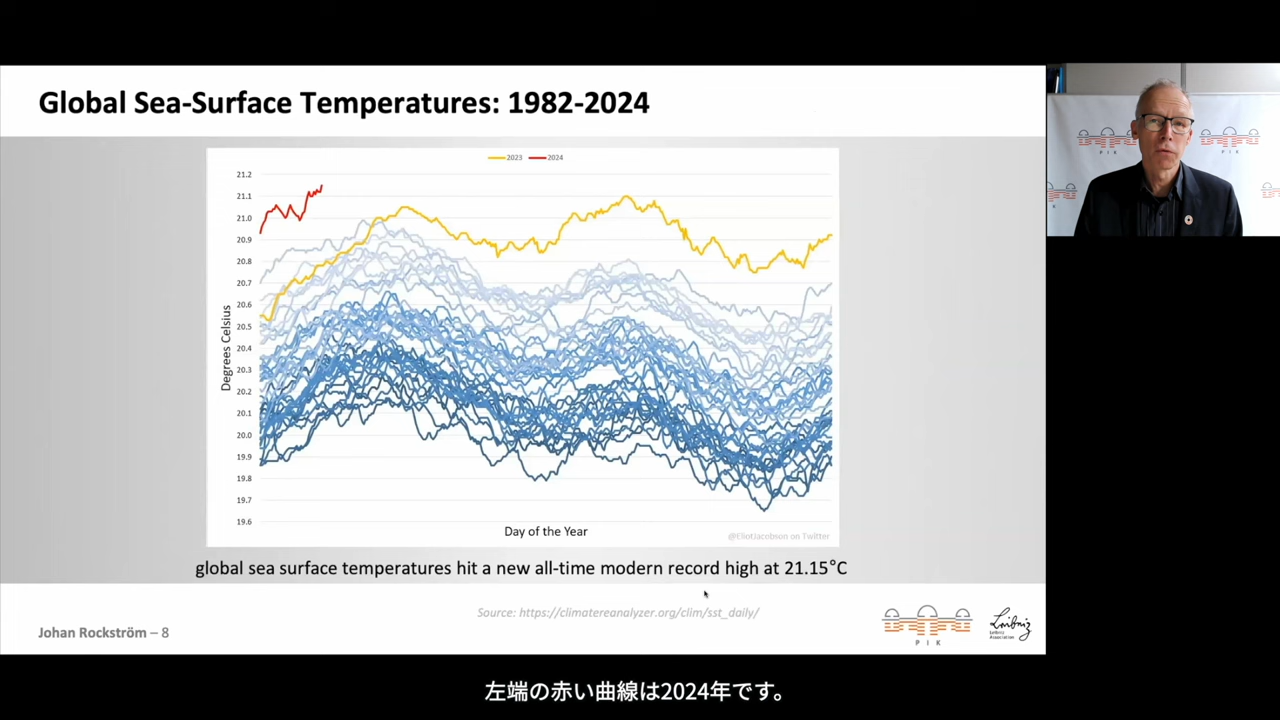 Global Sea-Surface Temperatures: 1982-2024
2023 2024
21.2
21.1
21.0
20.9
20.8
20.7
20.6
20.5
20.4
20.3
20.2
20.1
20.0
19.9
19.8
19.7
19.6
Degrees Celsius
Day of the Year
@EliotJacobson on Twitter
global sea surface temperatures hit a new all-time modern record high at 21.15°C
Source: https://climatereanalyzer.org/clim/sst_daily/
Johan Rockström – 8
P I K
Leibniz
Leibniz
Association
P I K
P I K
K
左端の赤い曲線は2024年です。